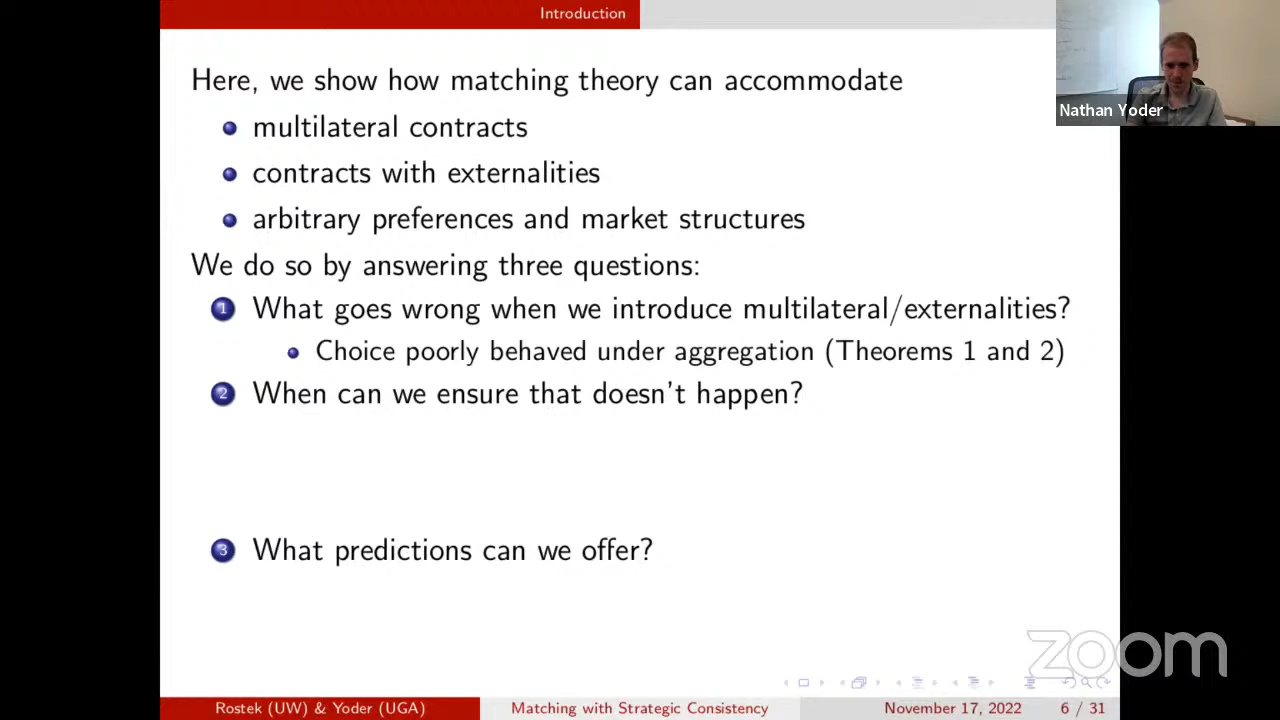 Introduction
Here, we show how matching theory can accommodate
multilateral contracts
contracts with externalities
arbitrary preferences and market structures
We do so by answering three questions:
1 What goes wrong when we introduce multilateral/externalities?
Choice poorly behaved under aggregation (Theorems 1 and 2)
2 When can we ensure that doesn't happen?
3 What predictions can we offer?
Nathan Yoder
zoom
Rostek (UW) & Yoder (UGA) Matching with Strategic Consistency November 17, 2022 6 / 31